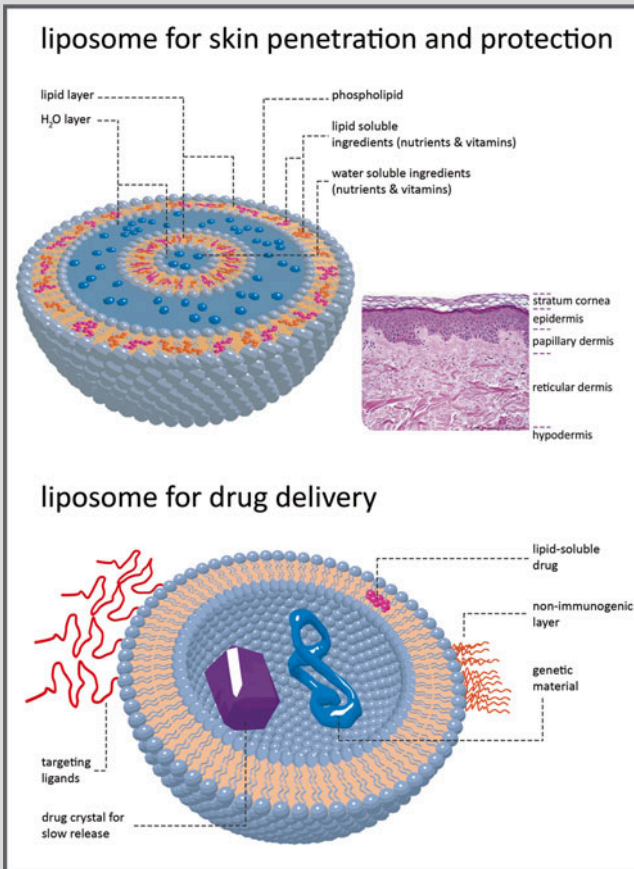 liposome for skin penetration and protection
lipid layer
H₂O layer
phospholipid
lipid soluble
ingredients (nutrients & vitamins)
water soluble ingredients
(nutrients & vitamins)
stratum cornea
epidermis
papillary dermis
reticular dermis
hypodermis
liposome for drug delivery
lipid-soluble
drug
non-immunogenic
layer
genetic
material
targeting
ligands
drug crystal for
slow release